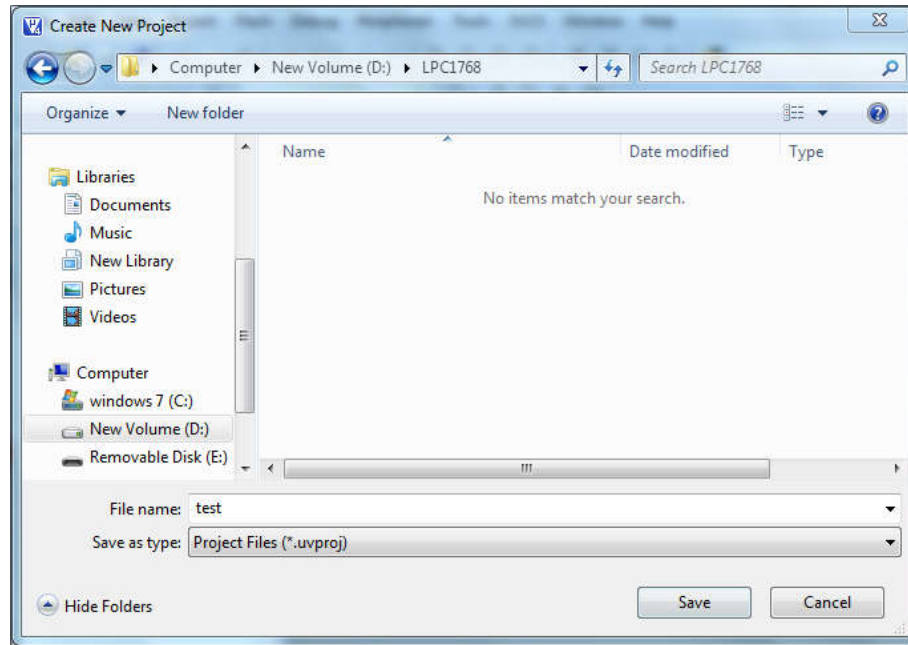 Create New Project
Computer New Volume (D:) LPC1768 Search LPC1768
Organize New folder
Name Date modified Type
No items match your search.
Libraries
Documents
Music
New Library
Pictures
Videos
Computer
windows 7 (C:)
New Volume (D:)
Removable Disk (E:)
File name: test
Save as type: Project Files (*.uvproj)
Hide Folders Save Cancel